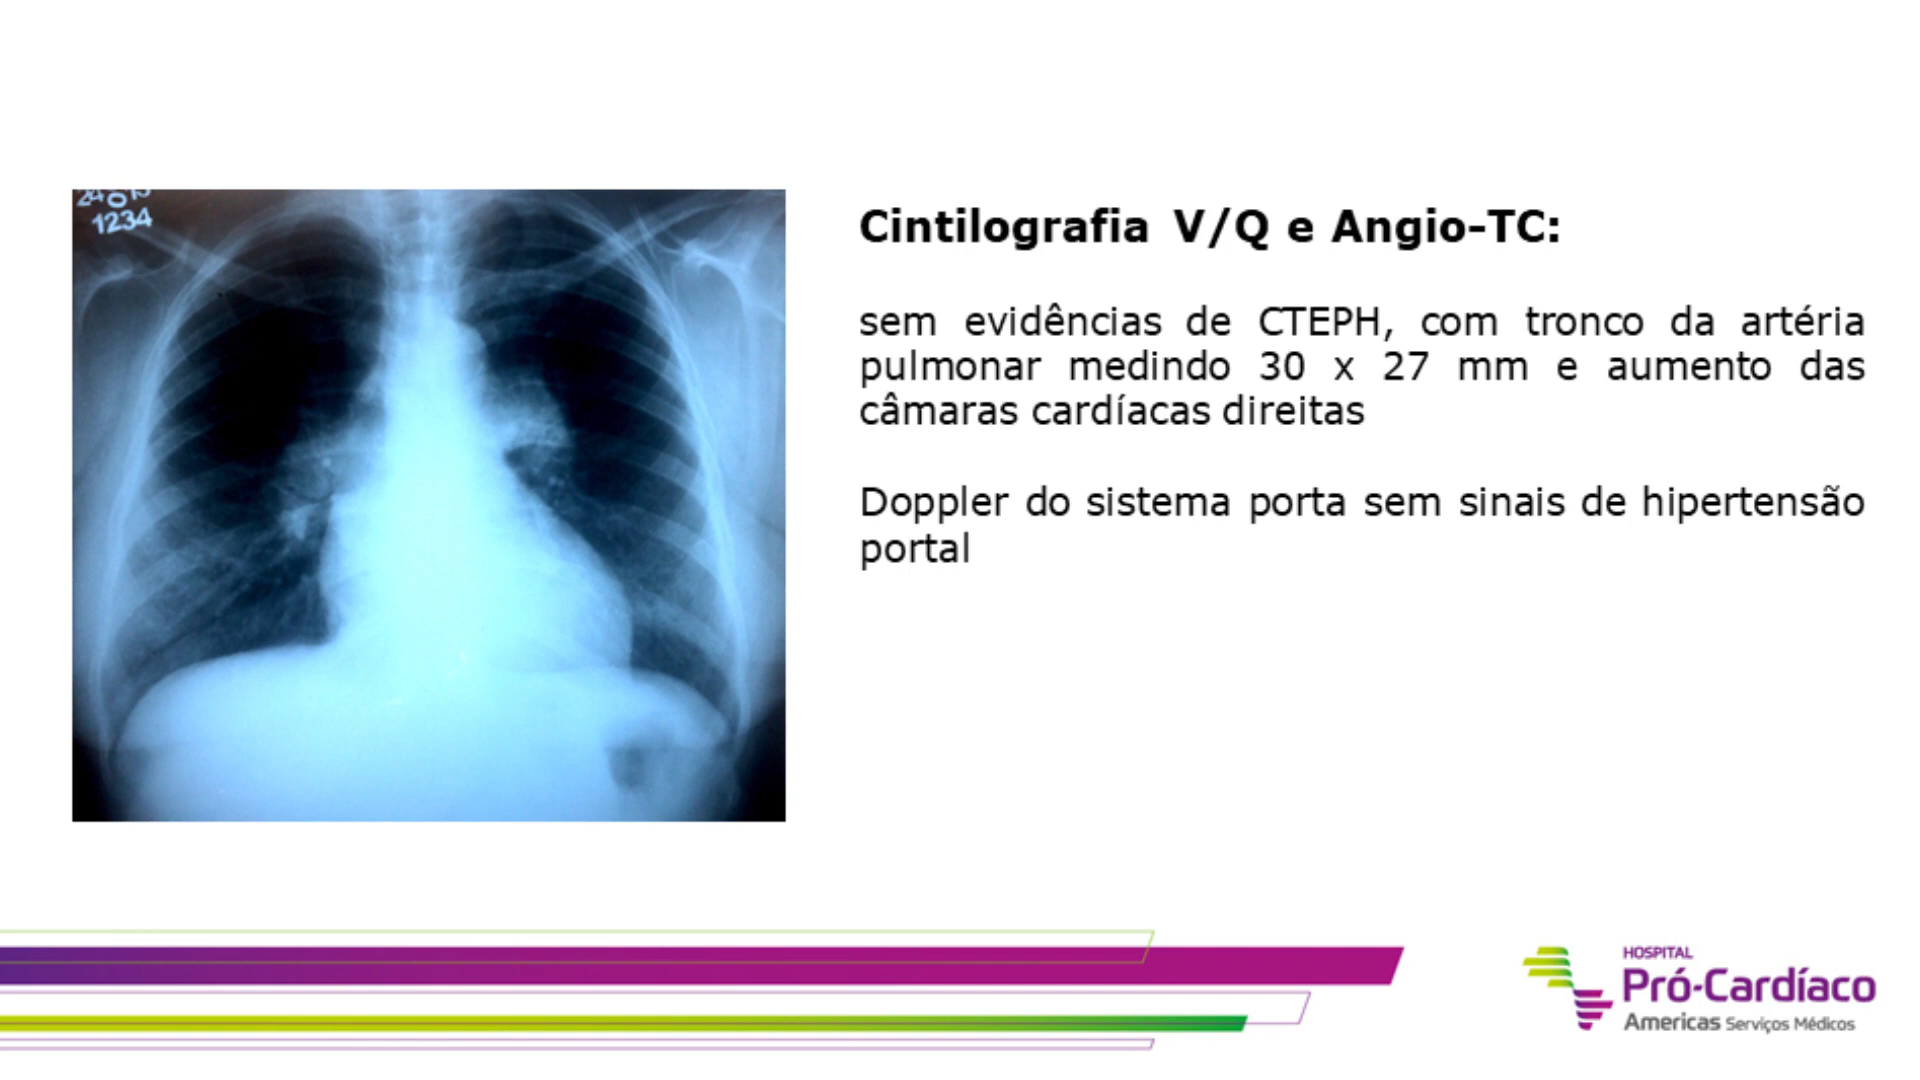 1234
Cintilografia V/Q e Angio-TC:
sem evidências de CTEPH, com tronco da artéria
pulmonar medindo 30 x 27 mm e aumento das
câmaras cardíacas direitas
Doppler do sistema porta sem sinais de hipertensão
portal
HOSPITAL
Pró-Cardíaco
Americas Serviços Médicos